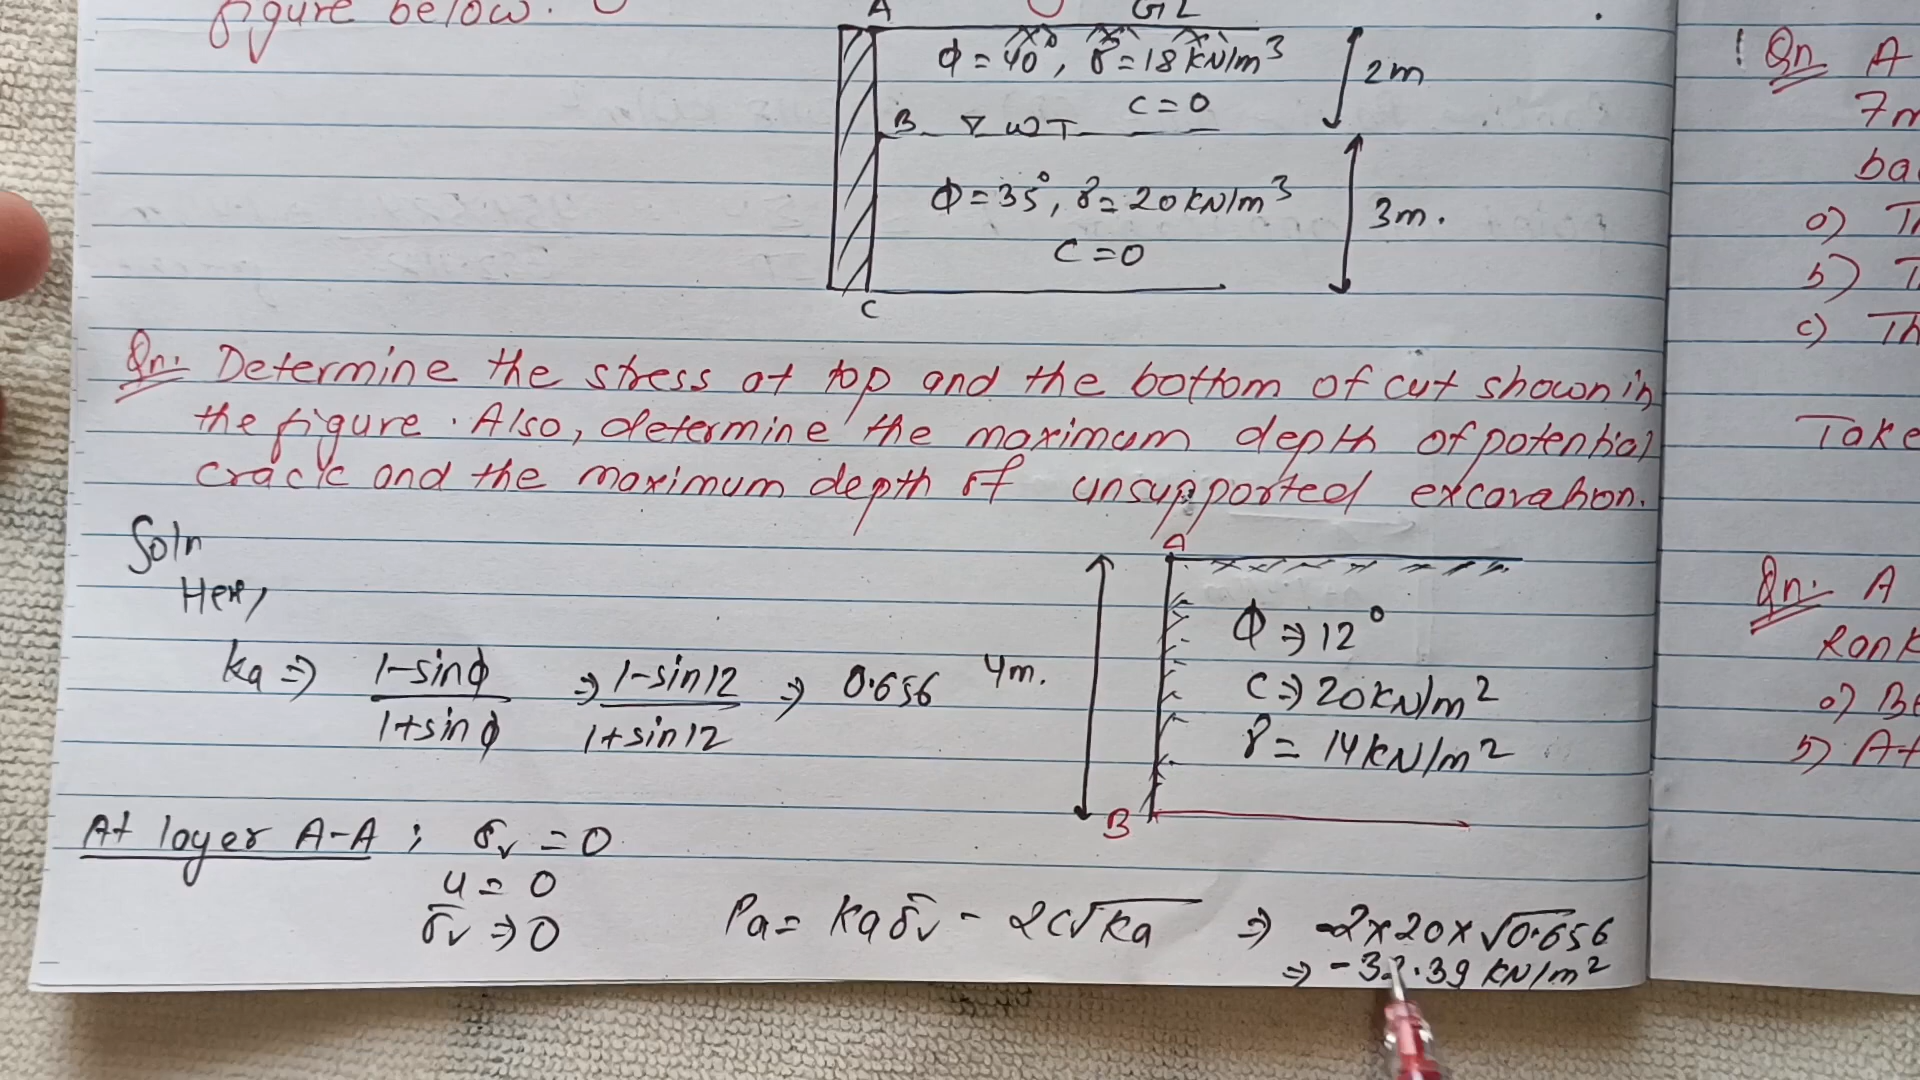 figure below.
A
GL
ϕ = 40°, γ = 18 kN/m³
2m
C = 0
B ∇ WT
ϕ = 35°, γ = 20 kN/m³
3m.
C = 0
C
Qn: Determine the stress at top and the bottom of cut shown in
the figure. Also, determine the maximum depth of potential
crack and the maximum depth of unsupported excavation.
Soln
Here,
A
ϕ ⇒ 12°
C ⇒ 20 kN/m²
γ = 14 kN/m²
4m.
B
ka ⇒ 1-sinϕ / 1+sinϕ ⇒ 1-sin12 / 1+sin12 ⇒ 0.656
At layer A-A ; σv = 0
u = 0
σ̄v ⇒ 0
Pa = ka σ̄v - 2c√ka ⇒ -2×20×√0.656
⇒ -32.39 kN/m²
! Qn A
7m
a)
b)
c) Th
Take
Qn: A
Rank
a) Be
b) At